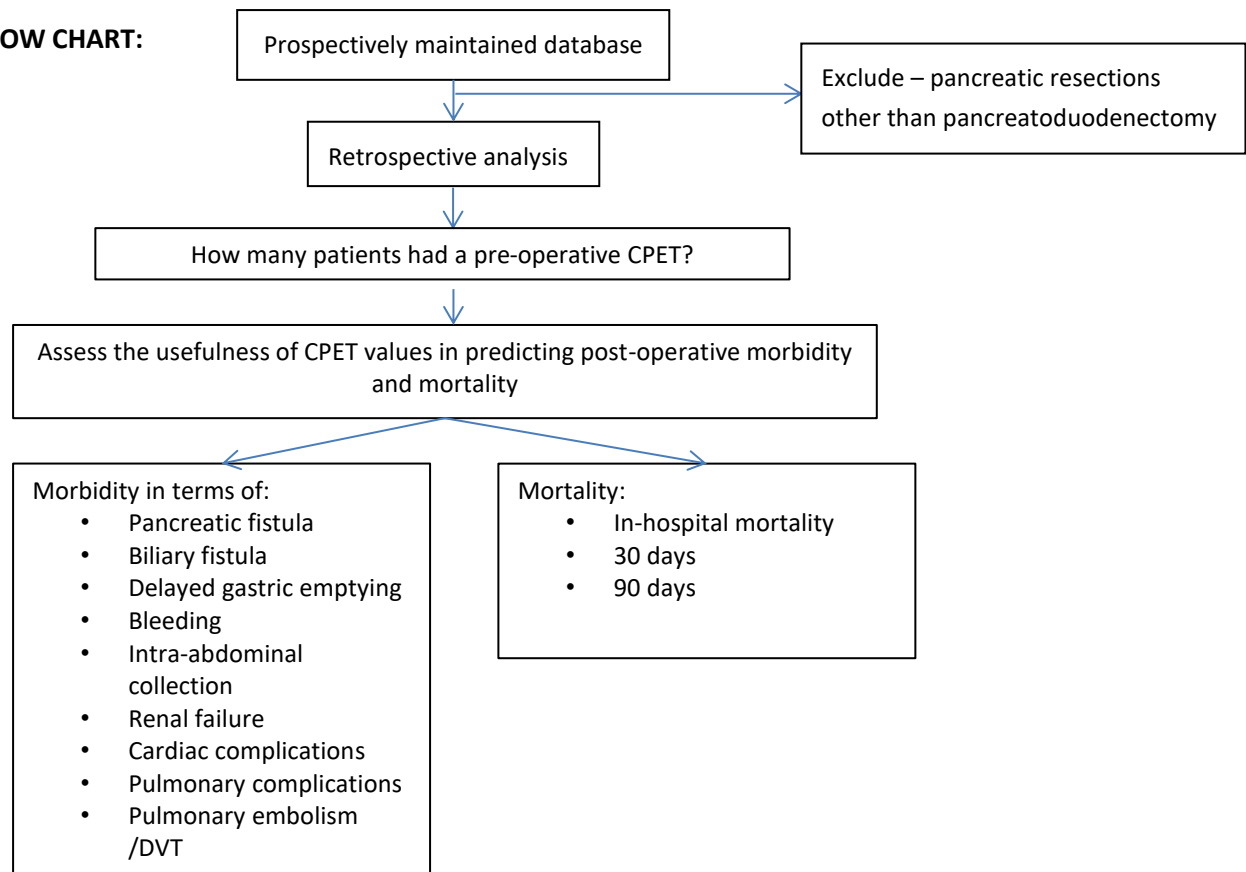 OW CHART:
Prospectively maintained database
Exclude – pancreatic resections
other than pancreatoduodenectomy
Retrospective analysis
How many patients had a pre-operative CPET?
Assess the usefulness of CPET values in predicting post-operative morbidity
and mortality
Morbidity in terms of:
• Pancreatic fistula
• Biliary fistula
• Delayed gastric emptying
• Bleeding
• Intra-abdominal
collection
• Renal failure
• Cardiac complications
• Pulmonary complications
• Pulmonary embolism
/DVT
Mortality:
• In-hospital mortality
• 30 days
• 90 days